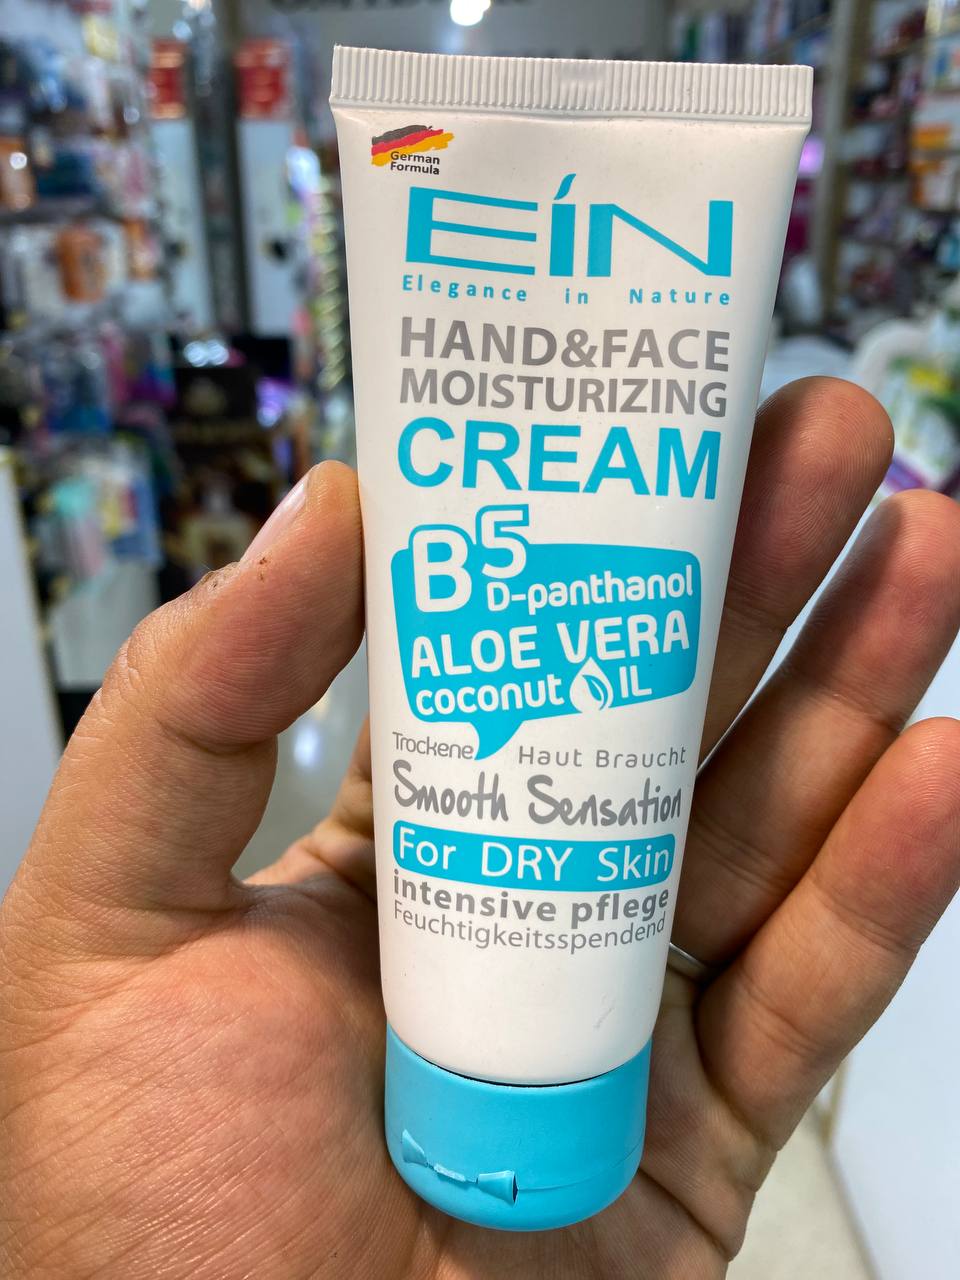 German
Formula
EíN
Elegance in Nature
HAND&FACE
MOISTURIZING
CREAM
B5
D-panthanol
ALOE VERA
coconut OIL
Trockene Haut Braucht
Smooth Sensation
For DRY Skin
intensive pflege
Feuchtigkeitsspendend